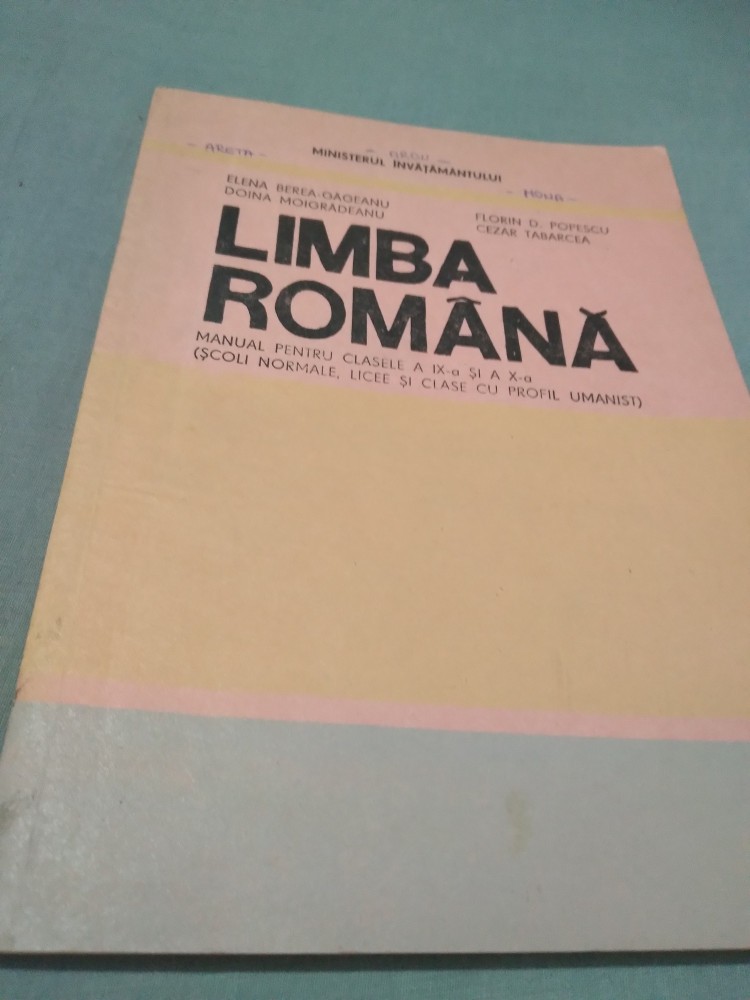 - ARETA -
MINISTERUL ÎNVĂȚĂMÂNTULUI
ELENA BEREA-GĂGEANU
DOINA MOIGRĂDEANU
FLORIN D. POPESCU
CEZAR TABARCEA
LIMBA
ROMÂNĂ
MANUAL PENTRU CLASELE A IX-a ȘI A X-a
(ȘCOLI NORMALE, LICEE ȘI CLASE CU PROFIL UMANIST)